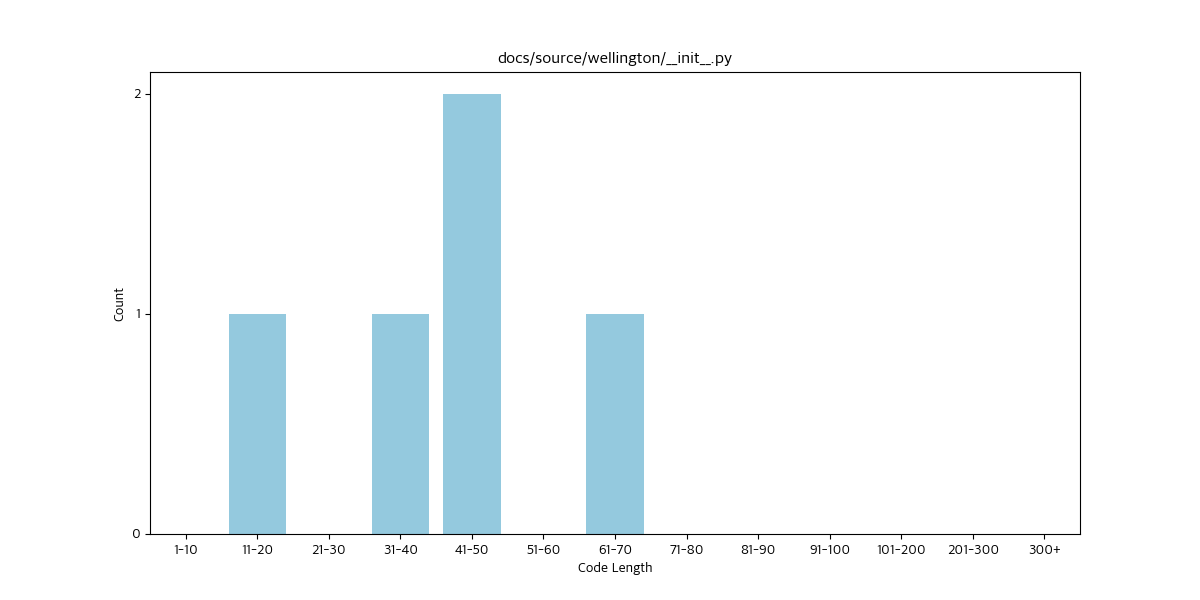 docs/source/wellington/__init__.py
2
1
0
Count
1-10 11-20 21-30 31-40 41-50 51-60 61-70 71-80 81-90 91-100 101-200 201-300 300+
Code Length